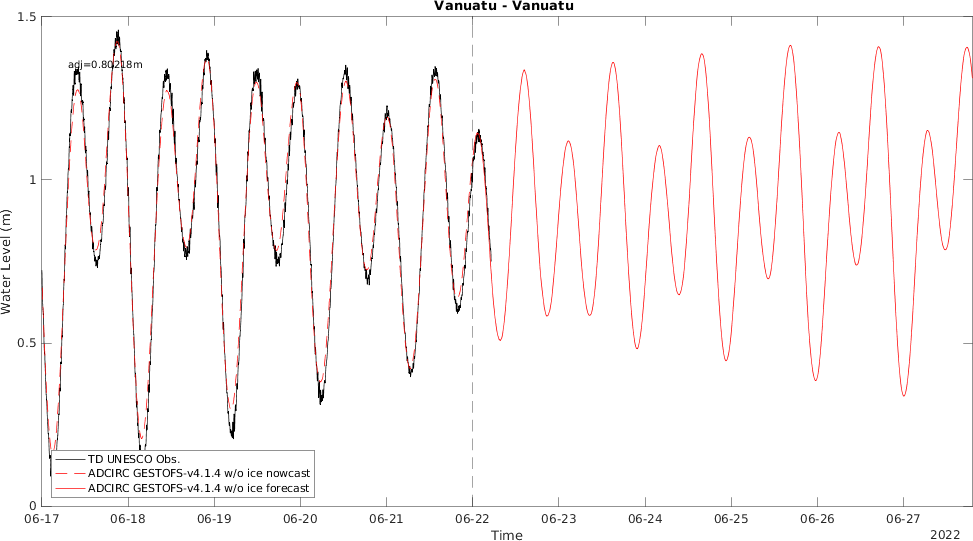 Vanuatu - Vanuatu
1.5
adj=0.80218m
1
Water Level (m)
0.5
TD UNESCO Obs.
ADCIRC GESTOFS-v4.1.4 w/o ice nowcast
ADCIRC GESTOFS-v4.1.4 w/o ice forecast
0
06-17 06-18 06-19 06-20 06-21 06-22 06-23 06-24 06-25 06-26 06-27
Time
2022